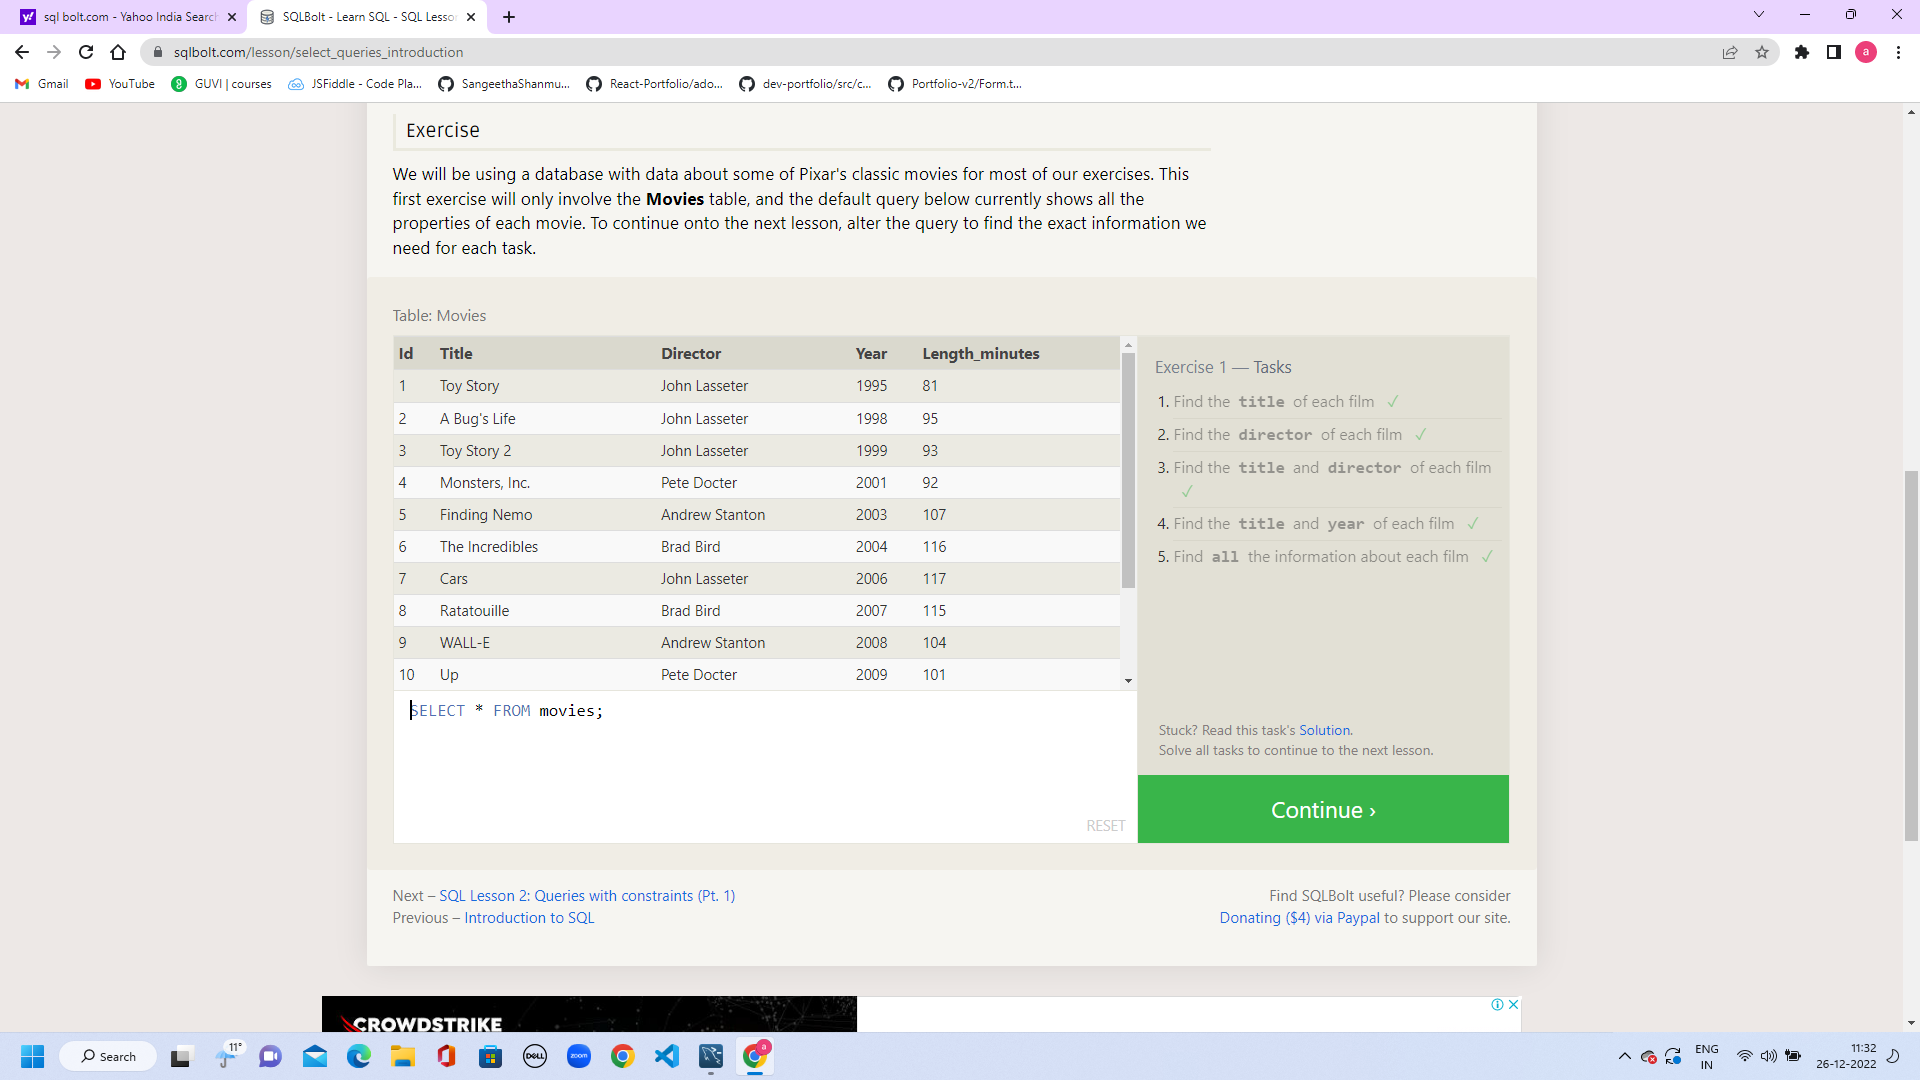 sql bolt.com - Yahoo India Search
SQLBolt - Learn SQL - SQL Lesson
sqlbolt.com/lesson/select_queries_introduction
a
Gmail
YouTube
GUVI | courses
JSFiddle - Code Pla...
SangeethaShanmu...
React-Portfolio/ado...
dev-portfolio/src/c...
Portfolio-v2/Form.t...
Exercise
We will be using a database with data about some of Pixar's classic movies for most of our exercises. This
first exercise will only involve the Movies table, and the default query below currently shows all the
properties of each movie. To continue onto the next lesson, alter the query to find the exact information we
need for each task.
Table: Movies
Id Title Director Year Length_minutes
1 Toy Story John Lasseter 1995 81
2 A Bug's Life John Lasseter 1998 95
3 Toy Story 2 John Lasseter 1999 93
4 Monsters, Inc. Pete Docter 2001 92
5 Finding Nemo Andrew Stanton 2003 107
6 The Incredibles Brad Bird 2004 116
7 Cars John Lasseter 2006 117
8 Ratatouille Brad Bird 2007 115
9 WALL-E Andrew Stanton 2008 104
10 Up Pete Docter 2009 101
SELECT * FROM movies;
RESET
Exercise 1 — Tasks
1. Find the title of each film ✓
2. Find the director of each film ✓
3. Find the title and director of each film
✓
4. Find the title and year of each film ✓
5. Find all the information about each film ✓
Stuck? Read this task's Solution.
Solve all tasks to continue to the next lesson.
Continue ›
Next – SQL Lesson 2: Queries with constraints (Pt. 1)
Previous – Introduction to SQL
Find SQLBolt useful? Please consider
Donating ($4) via Paypal to support our site.
CROWDSTRIKE
Search
11°
DELL
zoom
a
ENG
IN
11:32
26-12-2022